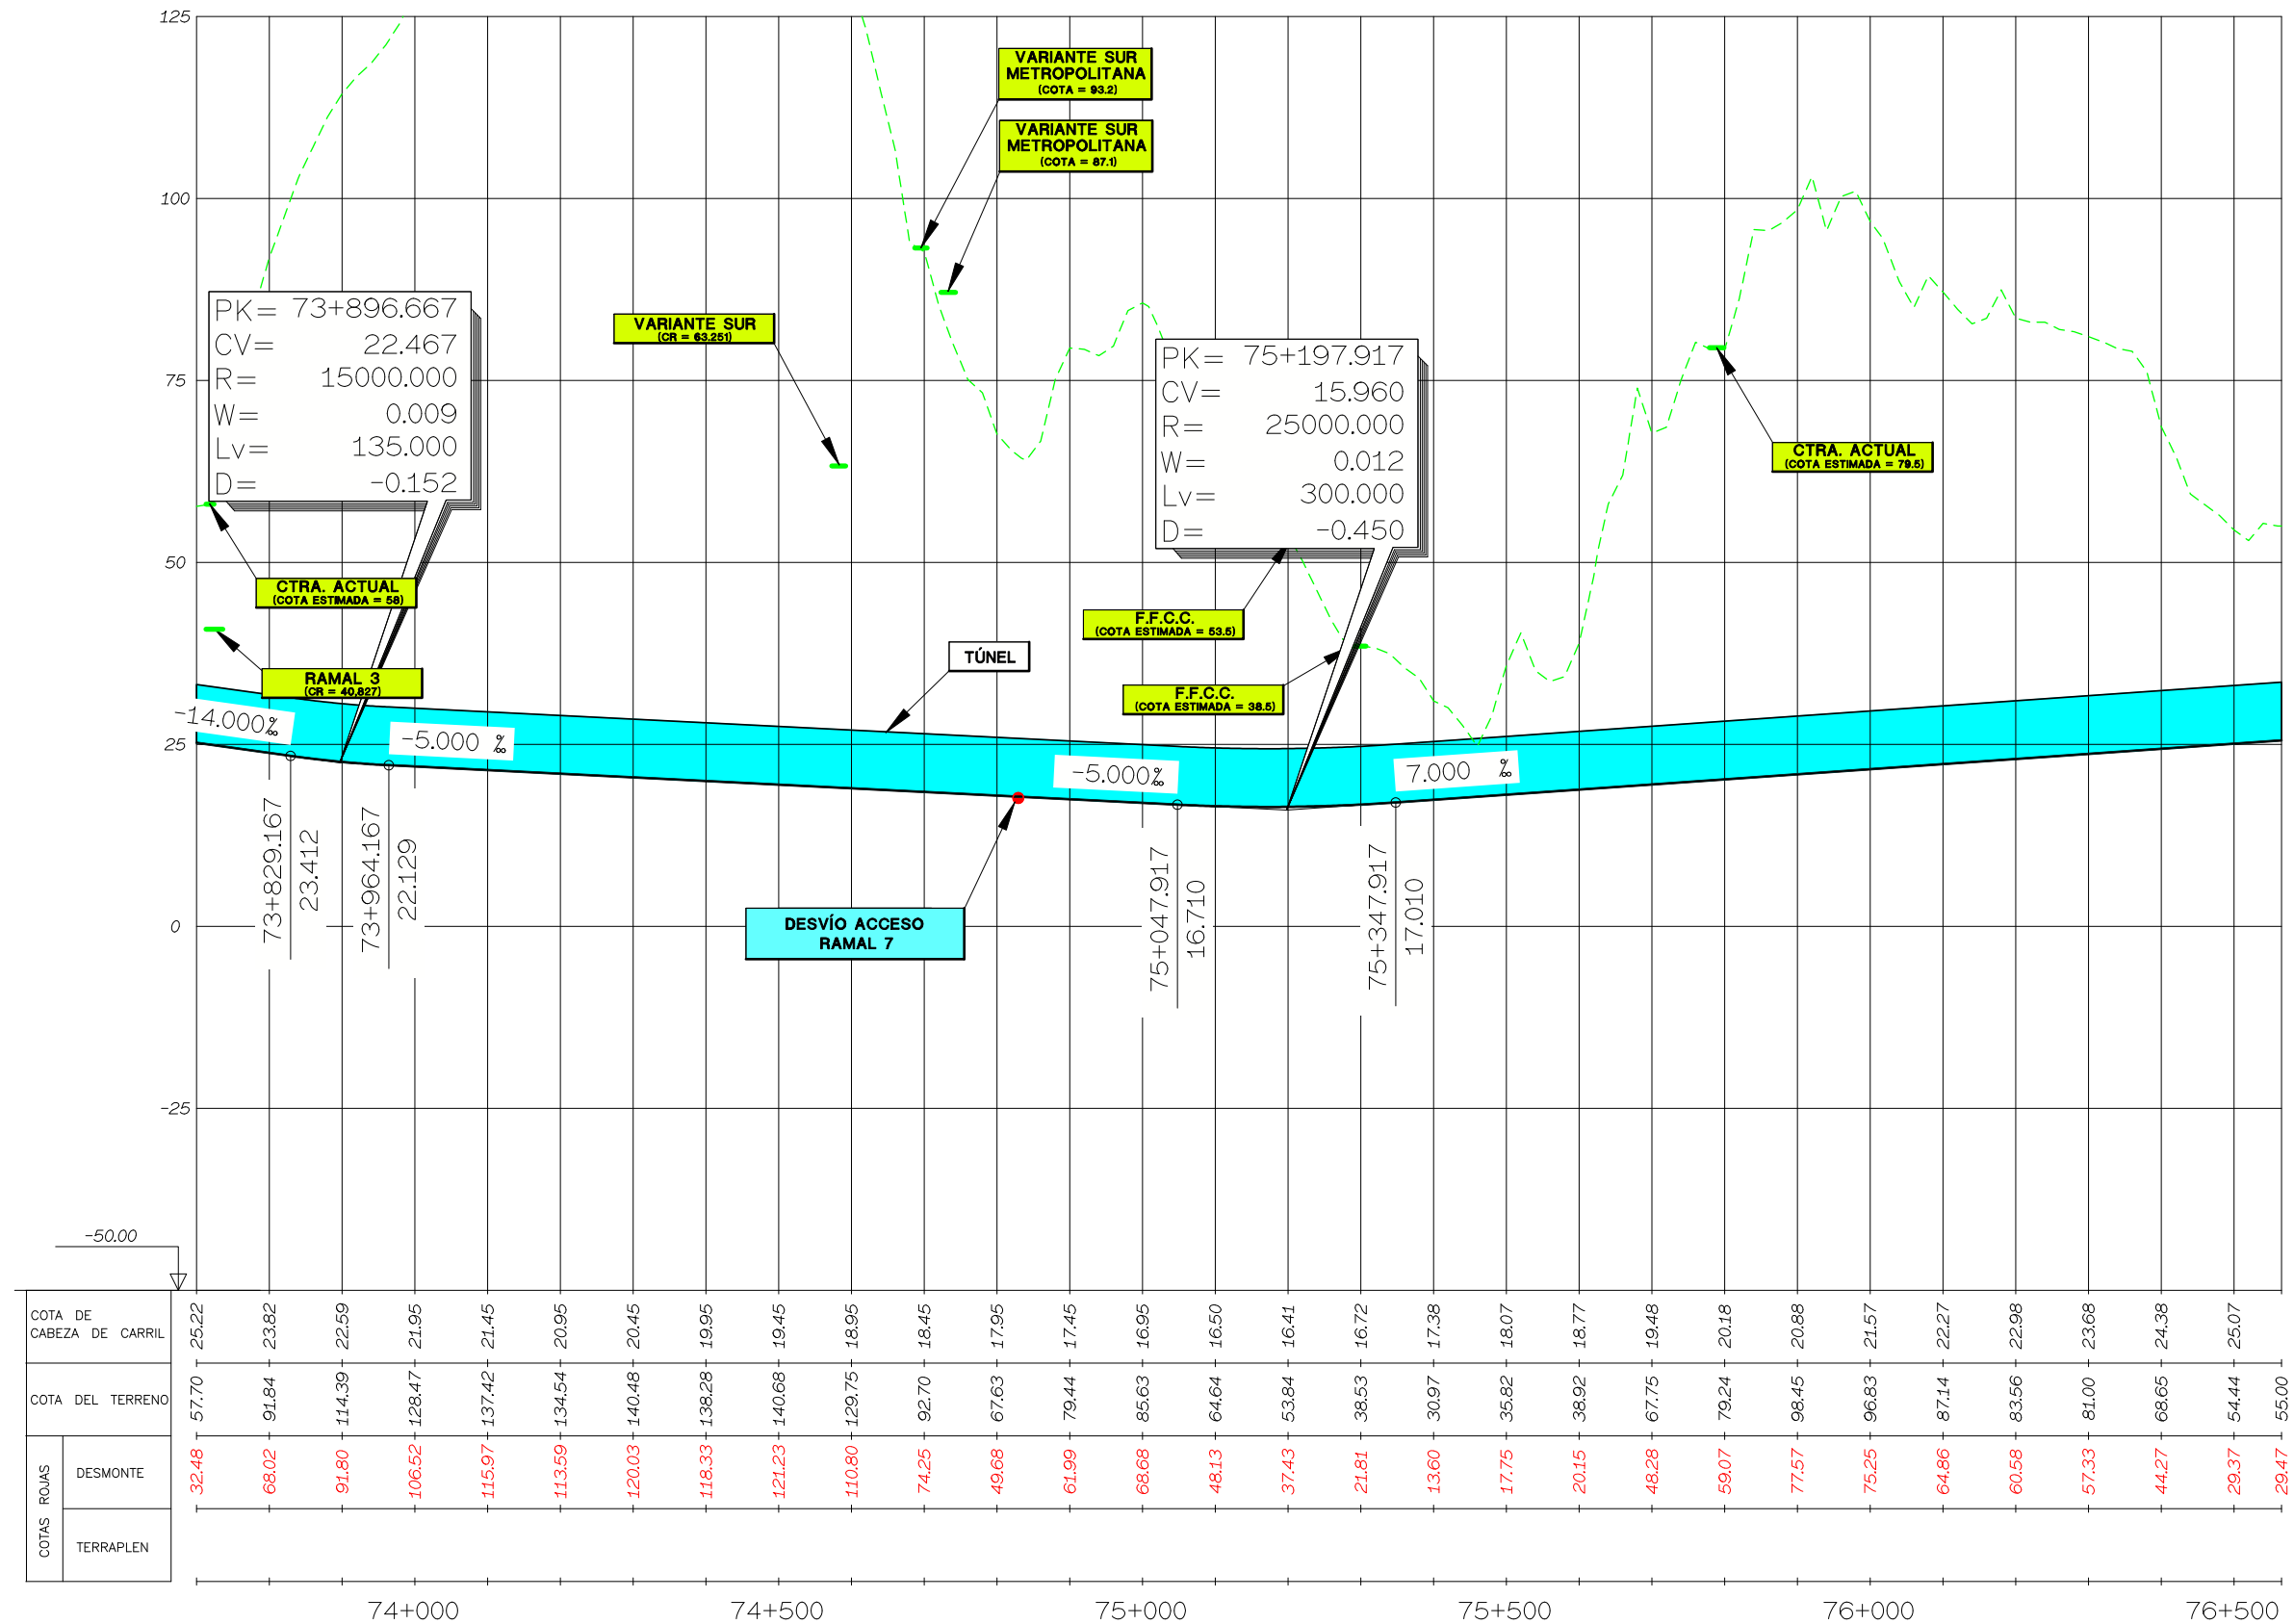 125
100
75
50
25
0
-25
-50.00
VARIANTE SUR
METROPOLITANA
(COTA = 93.2)
VARIANTE SUR
METROPOLITANA
(COTA = 87.1)
VARIANTE SUR
(CR = 63.251)
PK= 73+896.667
CV= 22.467
R= 15000.000
W= 0.009
Lv= 135.000
D= -0.152
PK= 75+197.917
CV= 15.960
R= 25000.000
W= 0.012
Lv= 300.000
D= -0.450
CTRA. ACTUAL
(COTA ESTIMADA = 79.5)
CTRA. ACTUAL
(COTA ESTIMADA = 58)
F.F.C.C.
(COTA ESTIMADA = 53.5)
TÚNEL
RAMAL 3
(CR = 40.827)
F.F.C.C.
(COTA ESTIMADA = 38.5)
-14.000‰
-5.000 ‰
-5.000‰
7.000 ‰
73+829.167
23.412
73+964.167
22.129
75+047.917
16.710
75+347.917
17.010
DESVÍO ACCESO
RAMAL 7
COTA DE
CABEZA DE CARRIL
25.22 23.82 22.59 21.95 21.45 20.95 20.45 19.95 19.45 18.95 18.45 17.95 17.45 16.95 16.50 16.41 16.72 17.38 18.07 18.77 19.48 20.18 20.88 21.57 22.27 22.98 23.68 24.38 25.07
COTA DEL TERRENO
57.70 91.84 114.39 128.47 137.42 134.54 140.48 138.28 140.68 129.75 92.70 67.63 79.44 85.63 64.64 53.84 38.53 30.97 35.82 38.92 67.75 79.24 98.45 96.83 87.14 83.56 81.00 68.65 54.44 55.00
COTAS ROJAS
DESMONTE
32.48 68.02 91.80 106.52 115.97 113.59 120.03 118.33 121.23 110.80 74.25 49.68 61.99 68.68 48.13 37.43 21.81 13.60 17.75 20.15 48.28 59.07 77.57 75.25 64.86 60.58 57.33 44.27 29.37 29.47
TERRAPLEN
74+000 74+500 75+000 75+500 76+000 76+500